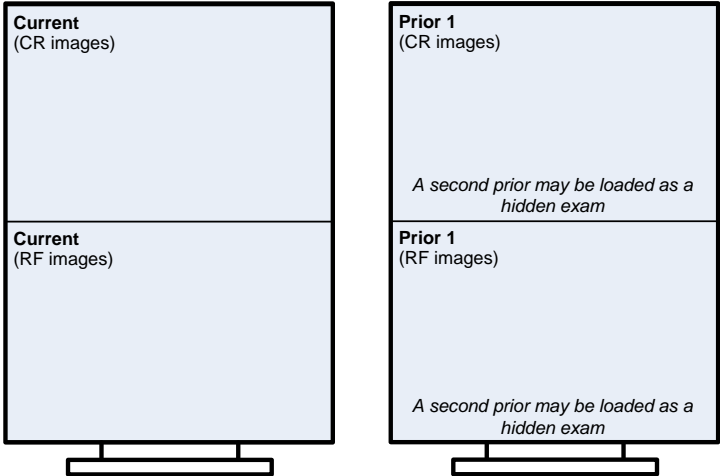 Current
(CR images)
Current
(RF images)
Prior 1
(CR images)
A second prior may be loaded as a
hidden exam
Prior 1
(RF images)
A second prior may be loaded as a
hidden exam